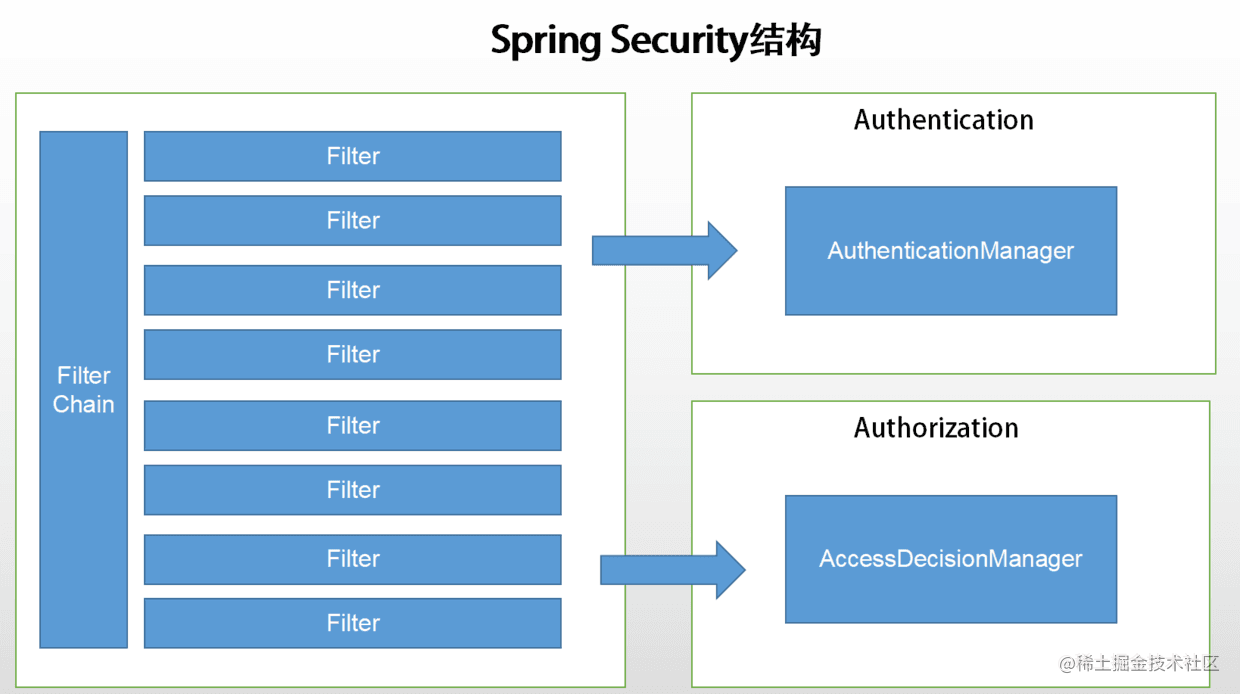 Spring Security结构
Filter
Chain
Filter
Filter
Filter
Filter
Filter
Filter
Filter
Filter
Authentication
AuthenticationManager
Authorization
AccessDecisionManager
@稀土掘金技术社区